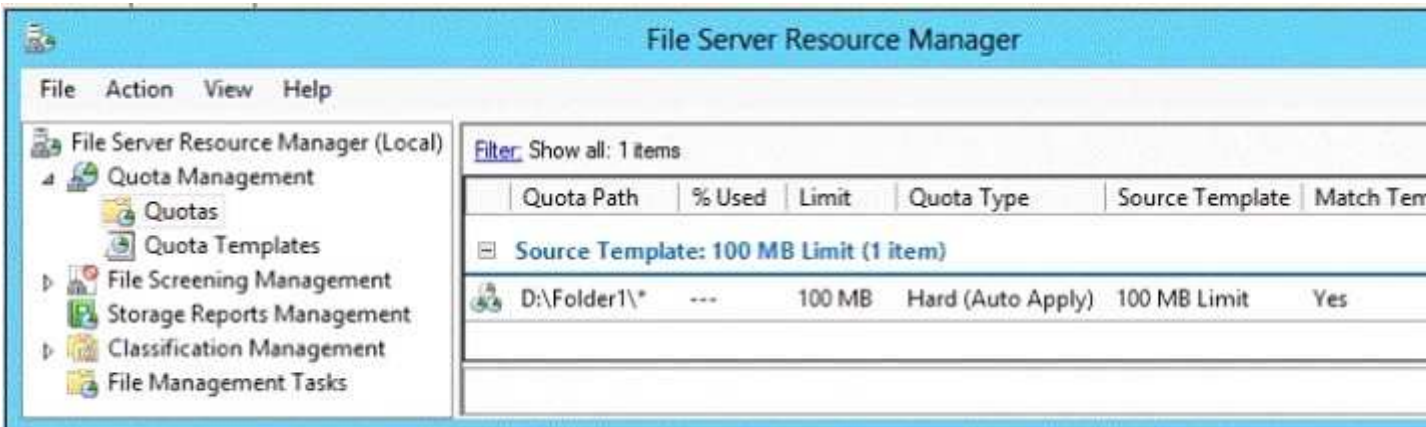 File Server Resource Manager
File Action View Help
File Server Resource Manager (Local)
Quota Management
Quotas
Quota Templates
File Screening Management
Storage Reports Management
Classification Management
File Management Tasks
Filter: Show all: 1 items
Quota Path % Used Limit Quota Type Source Template Match Tem
Source Template: 100 MB Limit (1 item)
D:\Folder1\* --- 100 MB Hard (Auto Apply) 100 MB Limit Yes